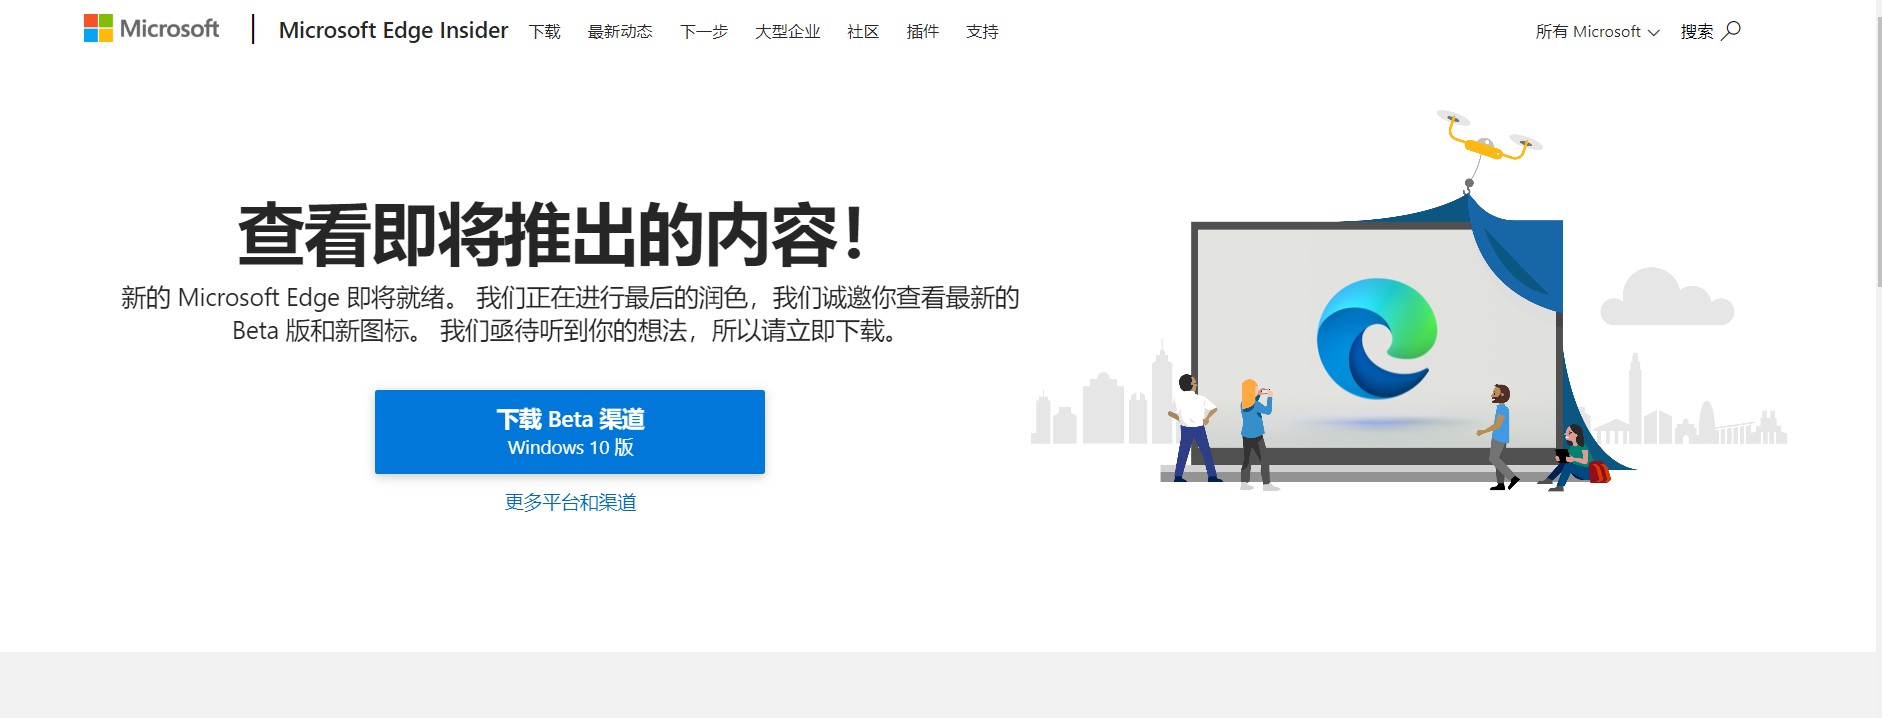 Microsoft
Microsoft Edge Insider 下载 最新动态 下一步 大型企业 社区 插件 支持 所有 Microsoft 搜索
查看即将推出的内容！
新的 Microsoft Edge 即将就绪。 我们正在进行最后的润色，我们诚邀你查看最新的
Beta 版和新图标。 我们亟待听到你的想法，所以请立即下载。
下载 Beta 渠道
Windows 10 版
更多平台和渠道